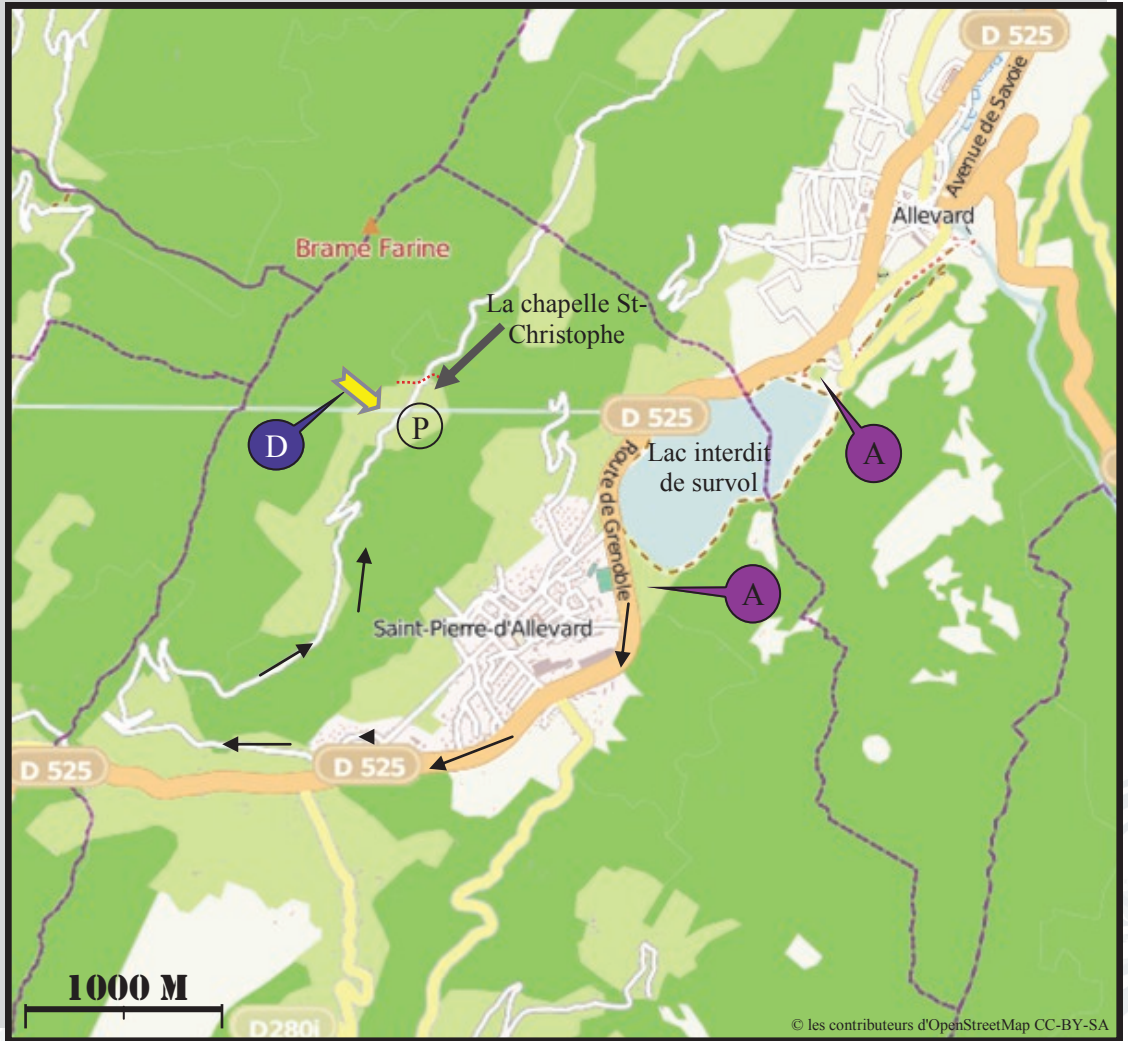 D 525
Avenue de Savoie
Allevard
Brame Farine
La chapelle St-
Christophe
D
P
D 525
Lac interdit
de survol
A
Route de Grenoble
A
Saint-Pierre-d'Allevard
D 525
D 525
1000 M
D280i
© les contributeurs d'OpenStreetMap CC-BY-SA